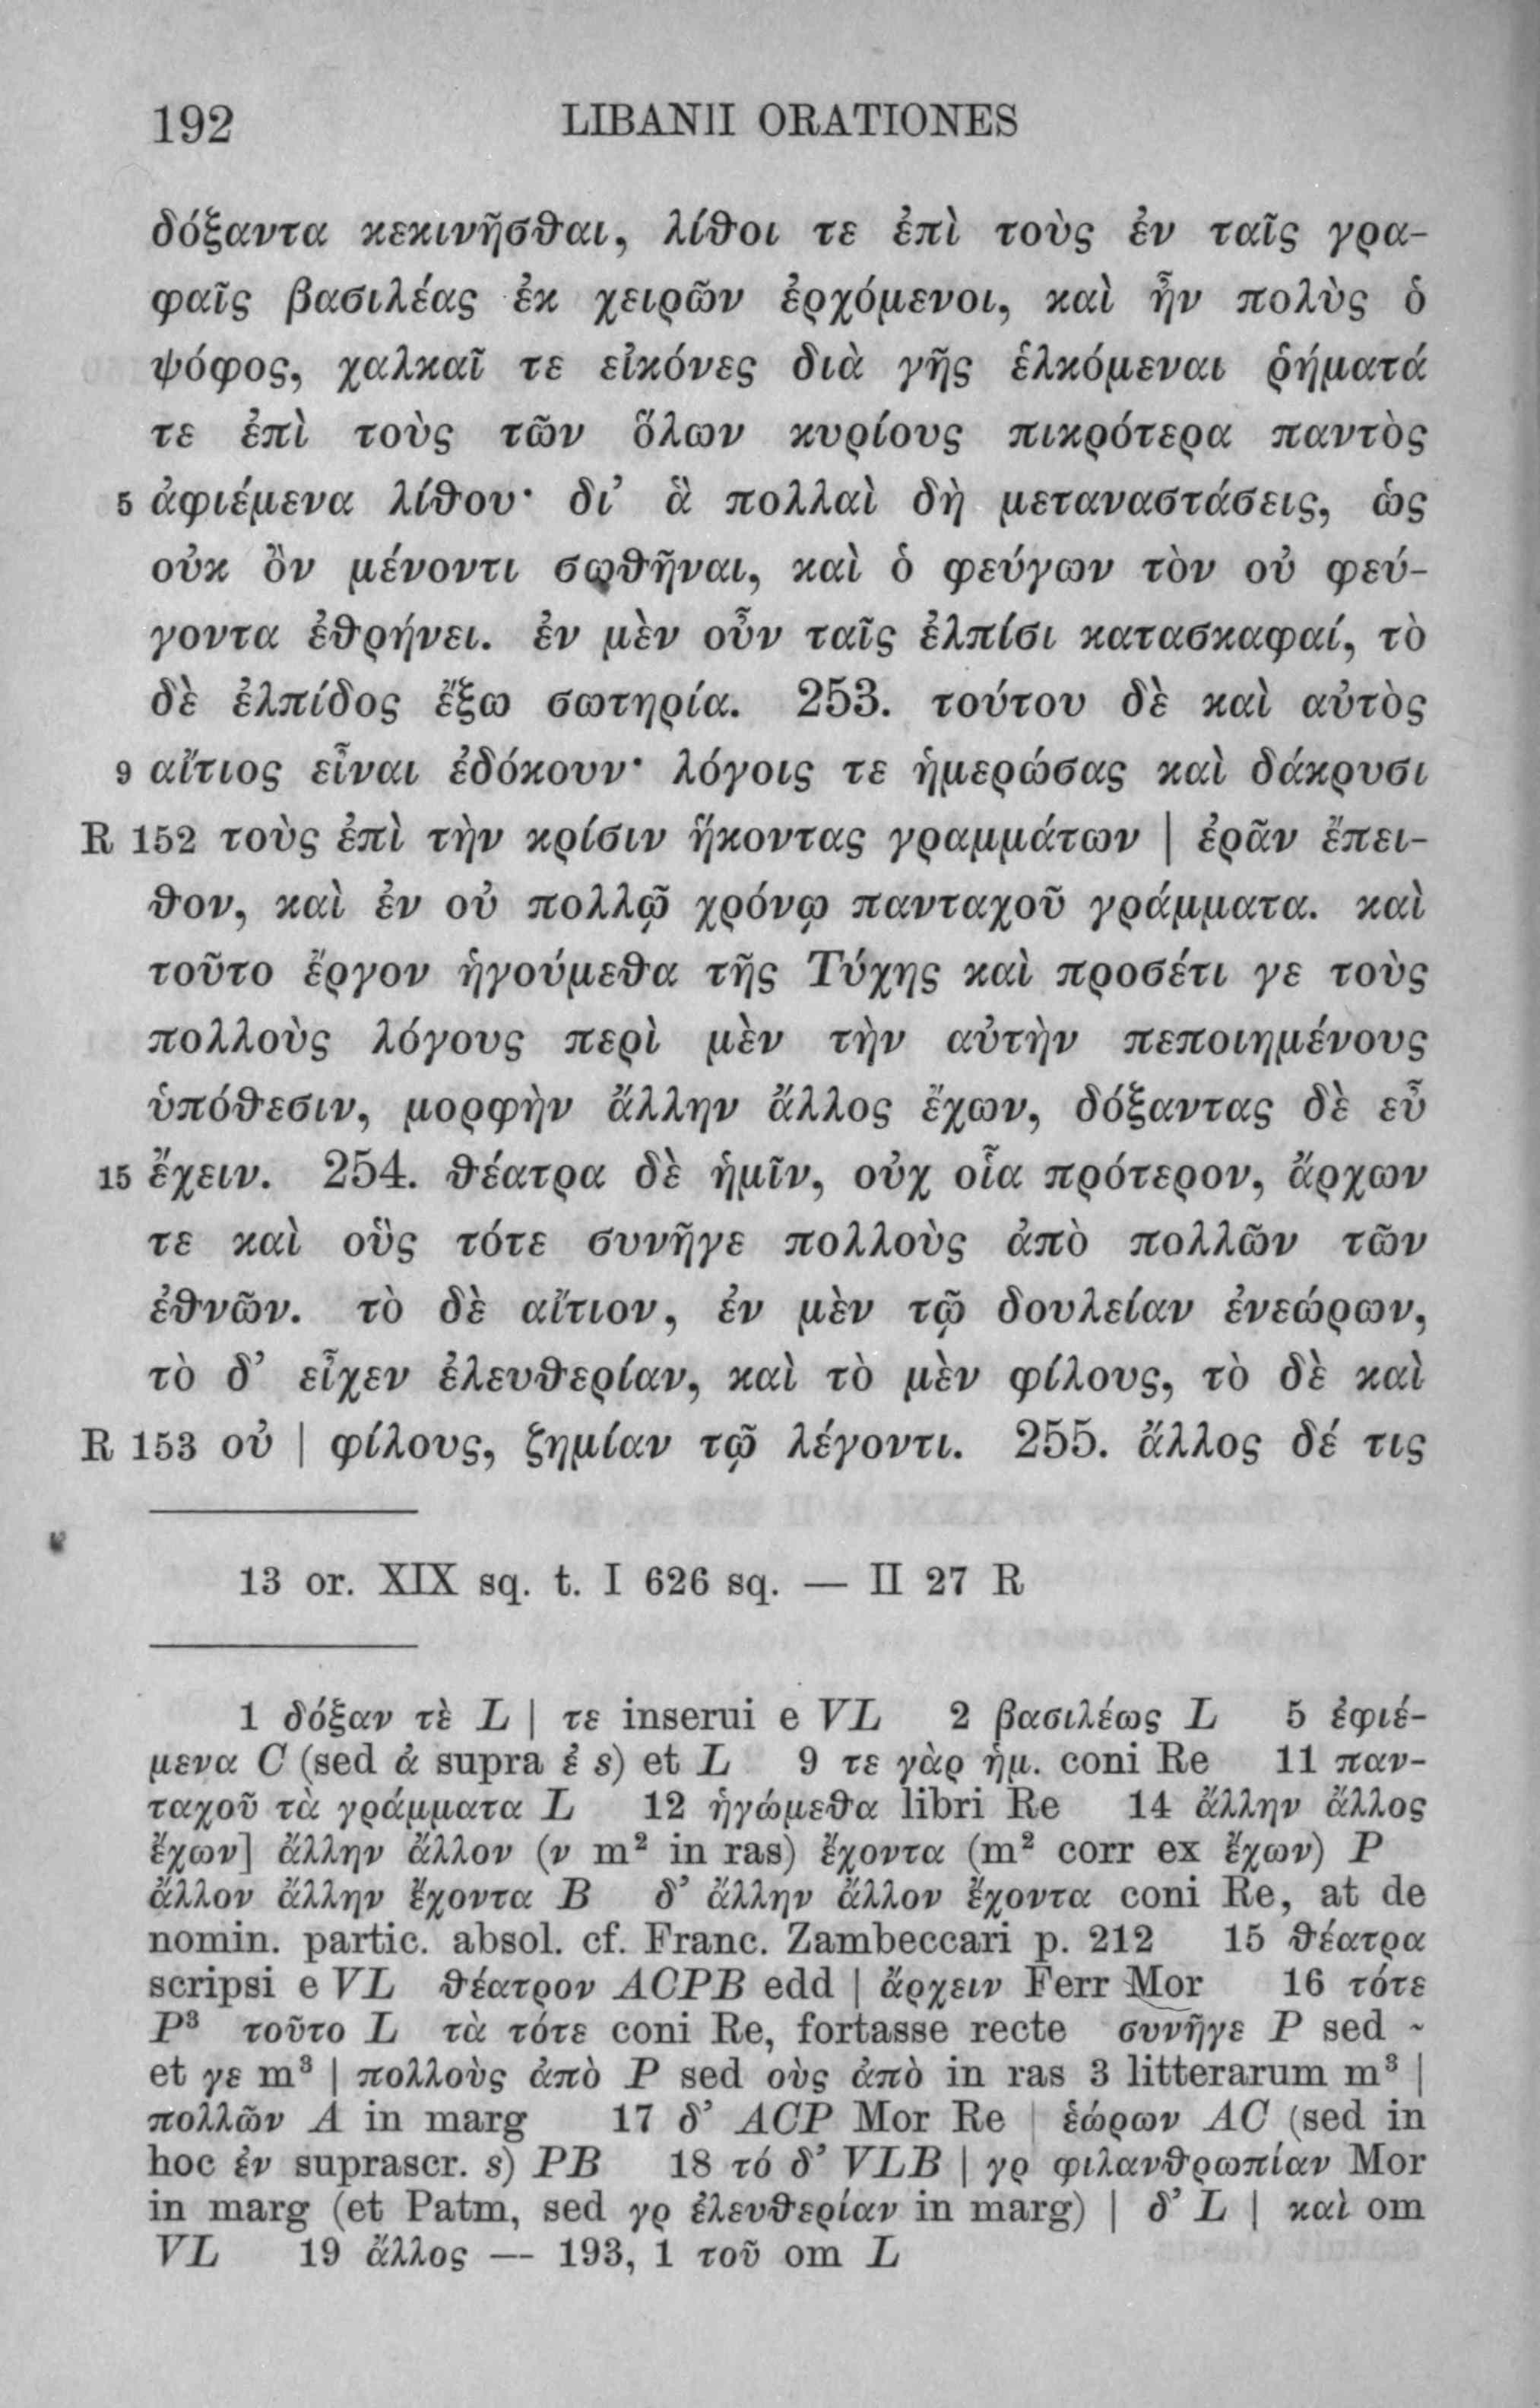 192 LIBANII ORATIONES
δόξαντα κεκινῆσθαι, λίθοι τε ἐπὶ τοὺς ἐν ταῖς γρα-
φαῖς βασιλέας ἐκ χειρῶν ἐρχόμενοι, καὶ ἦν πολὺς ὁ
ψόφος, χαλκαῖ τε εἰκόνες διὰ γῆς ἑλκόμεναι ῥήματά
τε ἐπὶ τοὺς τῶν ὅλων κυρίους πικρότερα παντὸς
5 ἀφιέμενα λίθου· δι’ ἃ πολλαὶ δὴ μεταναστάσεις, ὡς
οὐκ ὂν μένοντι σωθῆναι, καὶ ὁ φεύγων τὸν οὐ φεύ-
γοντα ἐθρήνει. ἐν μὲν οὖν ταῖς ἐλπίσι κατασκαφαί, τὸ
δὲ ἐλπίδος ἔξω σωτηρία. 253. τούτου δὲ καὶ αὐτὸς
9 αἴτιος εἶναι ἐδόκουν· λόγοις τε ἡμερώσας καὶ δάκρυσι
R 152 τοὺς ἐπὶ τὴν κρίσιν ἥκοντας γραμμάτων | ἐρᾶν ἔπει-
θον, καὶ ἐν οὐ πολλῷ χρόνῳ πανταχοῦ γράμματα. καὶ
τοῦτο ἔργον ἡγούμεθα τῆς Τύχης καὶ προσέτι γε τοὺς
πολλοὺς λόγους περὶ μὲν τὴν αὐτὴν πεποιημένους
ὑπόθεσιν, μορφὴν ἄλλην ἄλλος ἔχων, δόξαντας δὲ εὖ
15 ἔχειν. 254. θέατρα δὲ ἡμῖν, οὐχ οἷα πρότερον, ἄρχων
τε καὶ οὓς τότε συνῆγε πολλοὺς ἀπὸ πολλῶν τῶν
ἐθνῶν. τὸ δὲ αἴτιον, ἐν μὲν τῷ δουλείαν ἐνεώρων,
τὸ δ’ εἶχεν ἐλευθερίαν, καὶ τὸ μὲν φίλους, τὸ δὲ καὶ
R 153 οὐ | φίλους, ζημίαν τῷ λέγοντι. 255. ἄλλος δέ τις
13 or. XIX sq. t. I 626 sq. — II 27 R
1 δόξαν τὲ L | τε inserui e VL 2 βασιλέως L 5 ἐφιέ-
μενα C (sed ἀ supra ἐ s) et L 9 τε γὰρ ἡμ. coni Re 11 παν-
ταχοῦ τὰ γράμματα L 12 ἡγώμεθα libri Re 14 ἄλλην ἄλλος
ἔχων] ἄλλην ἄλλον (ν m² in ras) ἔχοντα (m² corr ex ἔχων) P
ἄλλον ἄλλην ἔχοντα B δ’ ἄλλην ἄλλον ἔχοντα coni Re, at de
nomin. partic. absol. cf. Franc. Zambeccari p. 212 15 θέατρα
scripsi e VL θέατρον ACPB edd | ἄρχειν Ferr Mor 16 τότε
P³ τοῦτο L τὰ τότε coni Re, fortasse recte συνῆγε P sed ~
et γε m³ | πολλοὺς ἀπὸ P sed οὺς ἀπὸ in ras 3 litterarum m³ |
πολλῶν A in marg 17 δ’ ACP Mor Re | ἑώρων AC (sed in
hoc ἐν suprascr. s) PB 18 τό δ’ VLB | γρ φιλανθρωπίαν Mor
in marg (et Patm, sed γρ ἐλευθερίαν in marg) | δ’ L | καὶ om
VL 19 ἄλλος — 193, 1 τοῦ om L